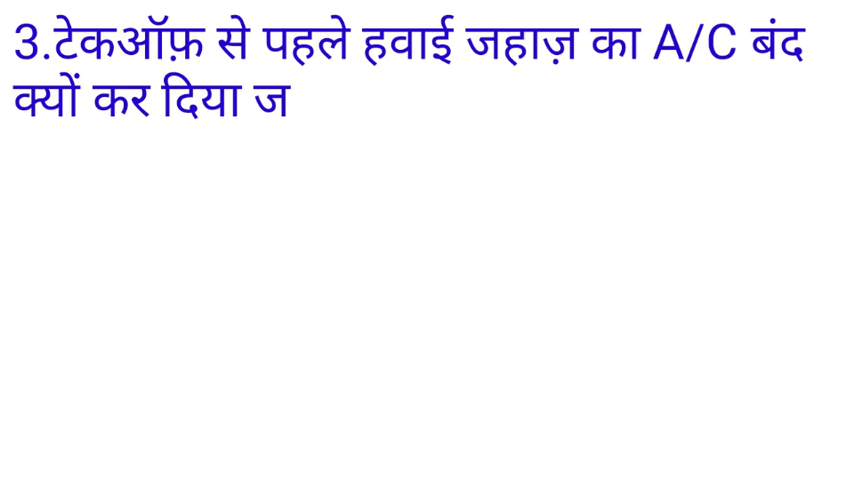 3.टेकऑफ़ से पहले हवाई जहाज़ का A/C बंद
क्यों कर दिया ज